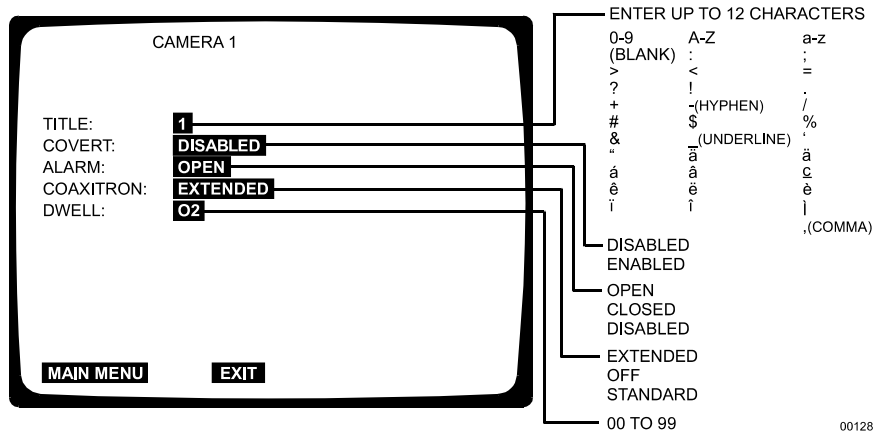 CAMERA 1
TITLE: 1
COVERT: DISABLED
ALARM: OPEN
COAXITRON: EXTENDED
DWELL: O2
MAIN MENU EXIT
ENTER UP TO 12 CHARACTERS
0-9 A-Z a-z
(BLANK) : ;
> < =
? ! .
+ -(HYPHEN) /
# $ %
& _(UNDERLINE) ‘
“ ä ä
á â c
ê ë è
ï î ì
,(COMMA)
DISABLED
ENABLED
OPEN
CLOSED
DISABLED
EXTENDED
OFF
STANDARD
00 TO 99
00128